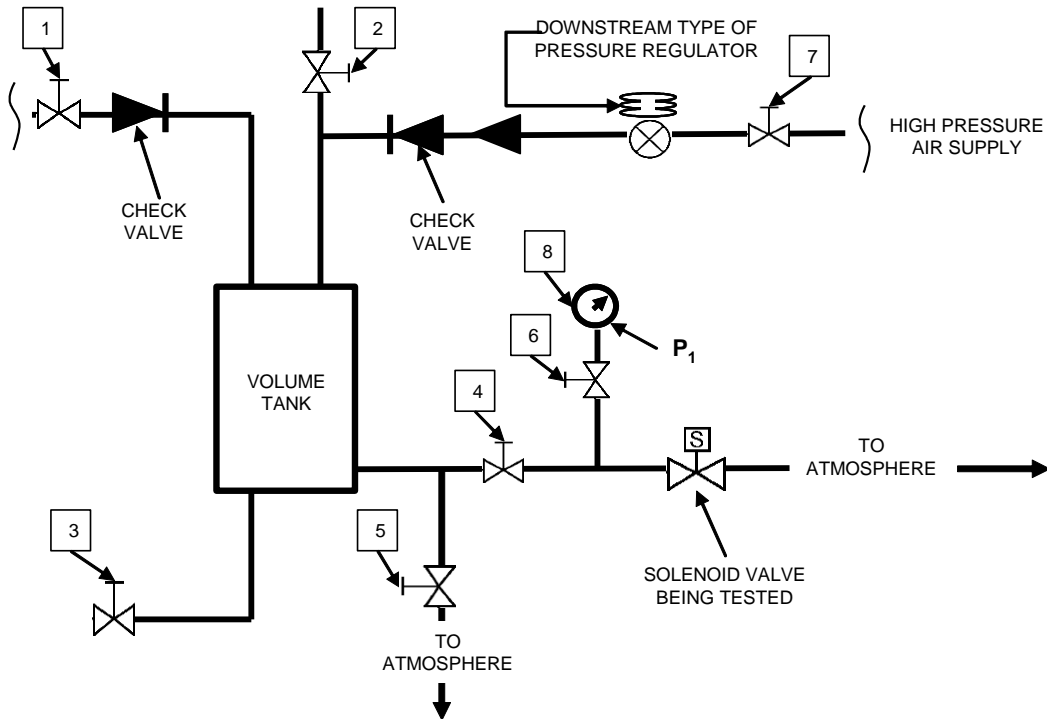 1
2
DOWNSTREAM TYPE OF
PRESSURE REGULATOR
7
HIGH PRESSURE
AIR SUPPLY
CHECK
VALVE
CHECK
VALVE
8
P1
6
VOLUME
TANK
4
S
TO
ATMOSPHERE
3
5
SOLENOID VALVE
BEING TESTED
TO
ATMOSPHERE